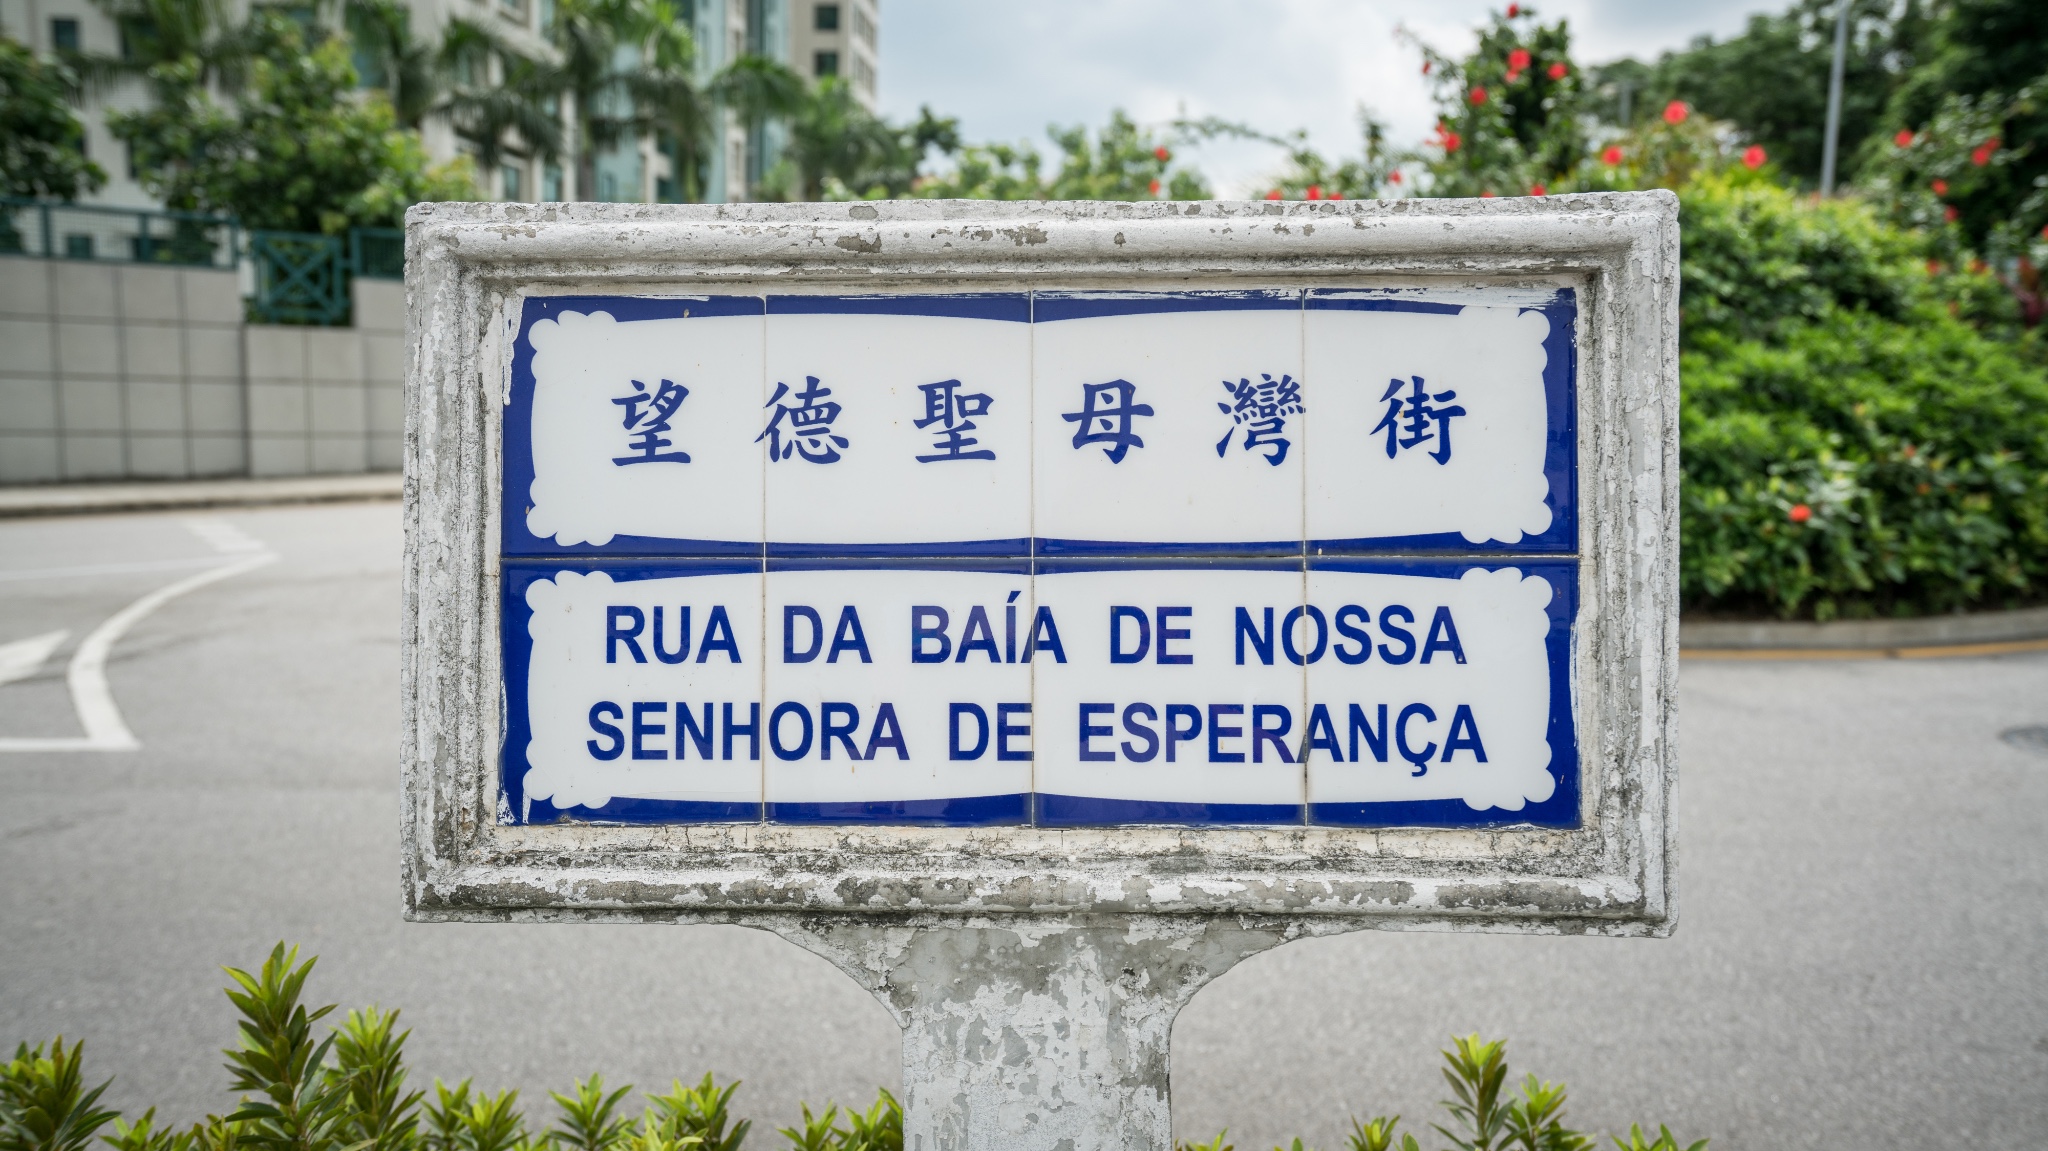 望德聖母灣街
RUA DA BAÍA DE NOSSA
SENHORA DE ESPERANÇA